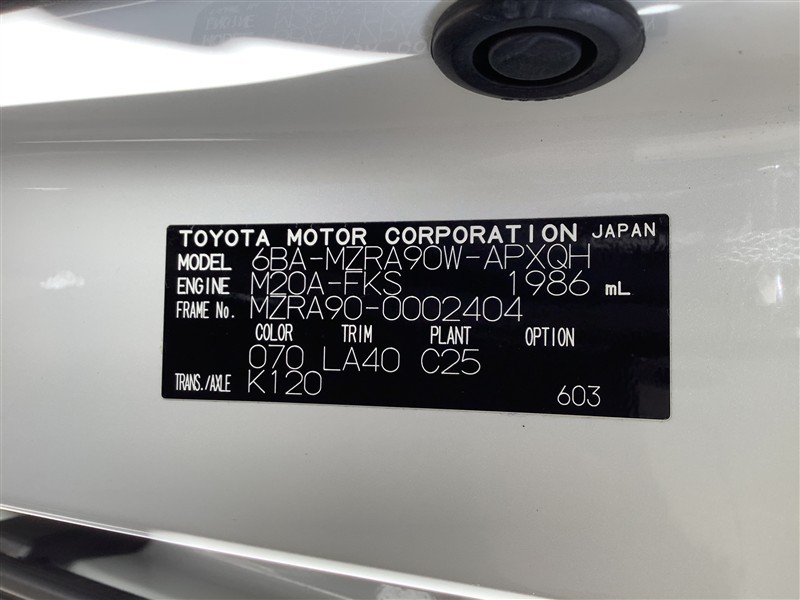 TOYOTA MOTOR CORPORATION JAPAN
MODEL 6BA-MZRA90W-APXQH
ENGINE M20A-FKS 1986 mL
FRAME No. MZRA90-0002404
COLOR TRIM PLANT OPTION
070 LA40 C25
TRANS./AXLE K120
603